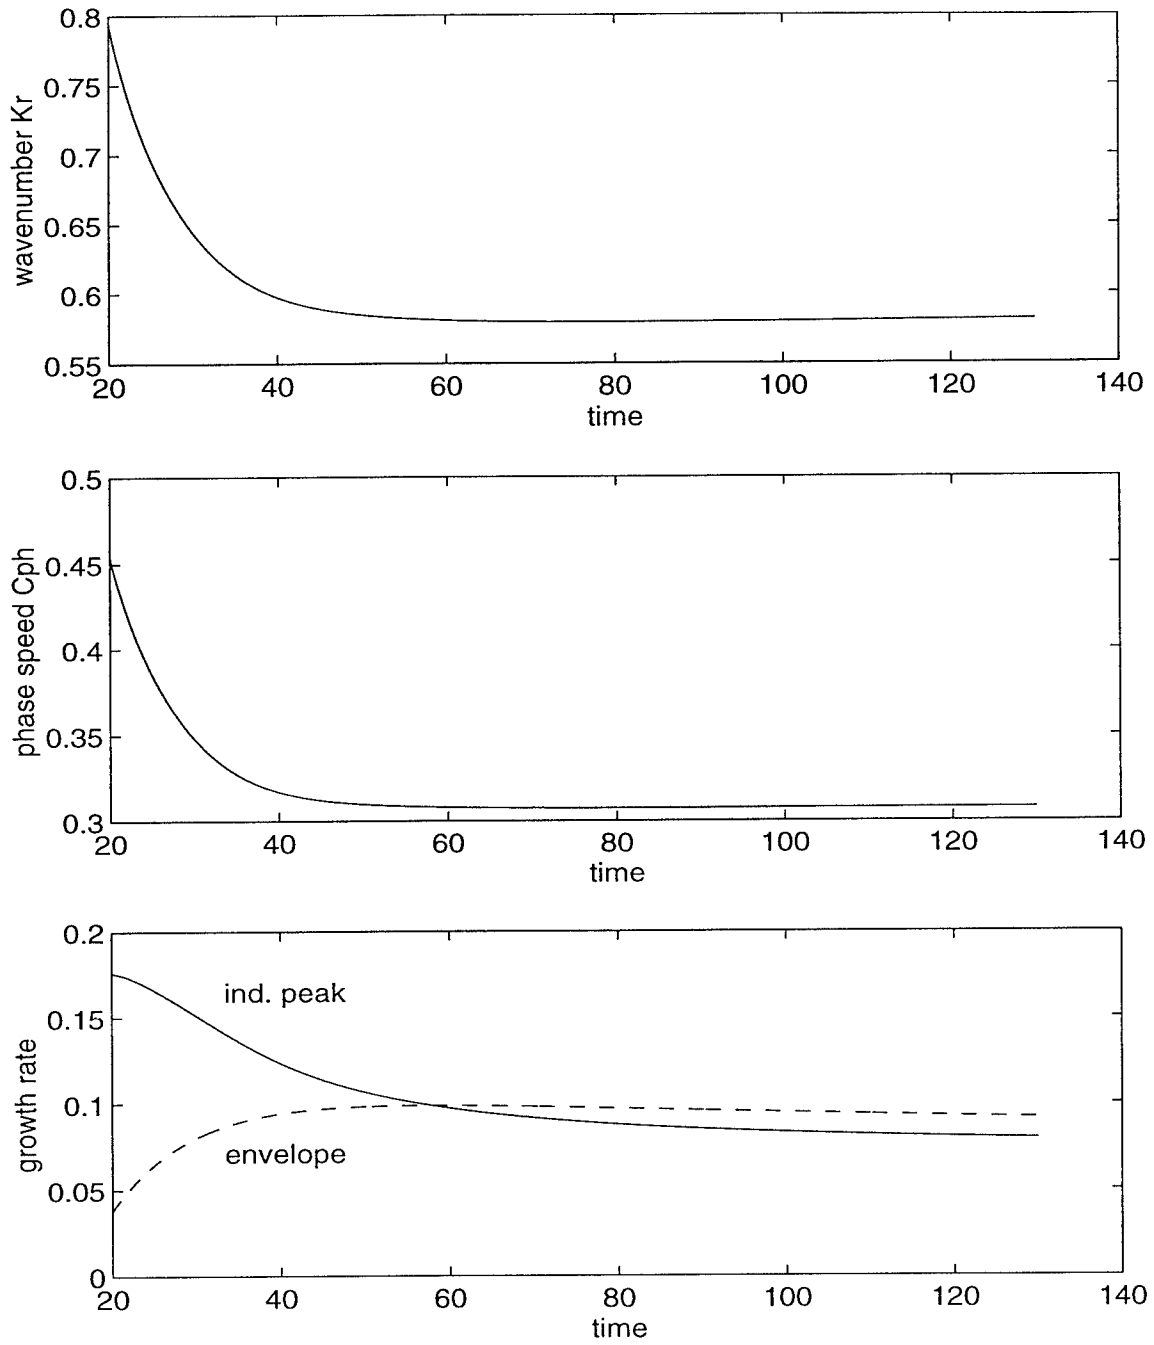 0.8
0.75
0.7
0.65
0.6
0.55
wavenumber Kr
20 40 60 80 100 120 140
time
0.5
0.45
0.4
0.35
0.3
phase speed Cph
20 40 60 80 100 120 140
time
0.2
0.15
0.1
0.05
0
growth rate
ind. peak
envelope
20 40 60 80 100 120 140
time